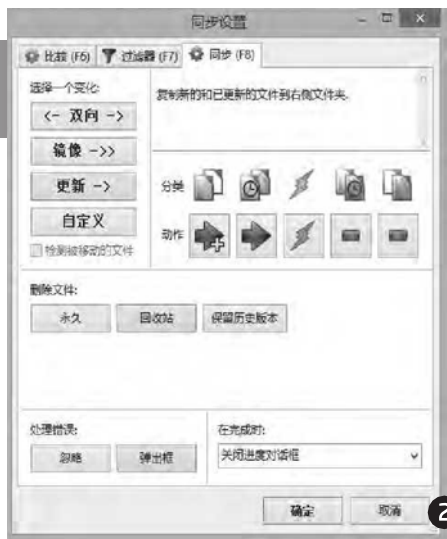 同步设置
比较 (F6) 过滤器 (F7) 同步 (F8)
选择一个变化:
<- 双向 ->
镜像 ->>
更新 ->
自定义
检测被移动的文件
复制新的和已更新的文件到右侧文件夹.
分类
动作
删除文件:
永久 回收站 保留历史版本
处理错误:
忽略 弹出框
在完成时:
关闭进度对话框
确定 取消
2